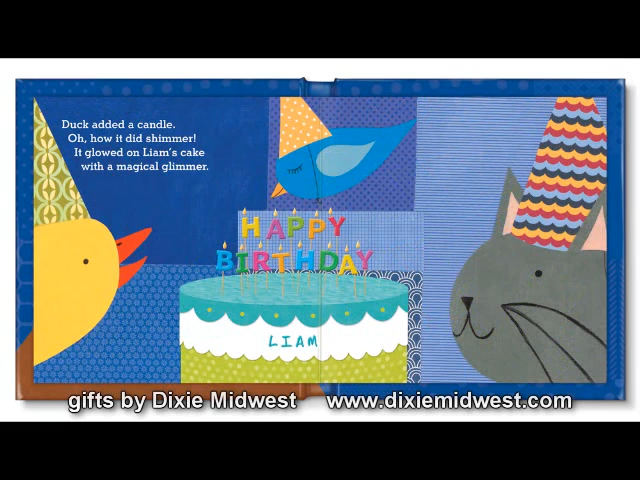 Duck added a candle.
Oh, how it did shimmer!
It glowed on Liam's cake
with a magical glimmer.
HAPPY
BIRTHDAY
LIAM
gifts by Dixie Midwest www.dixiemidwest.com